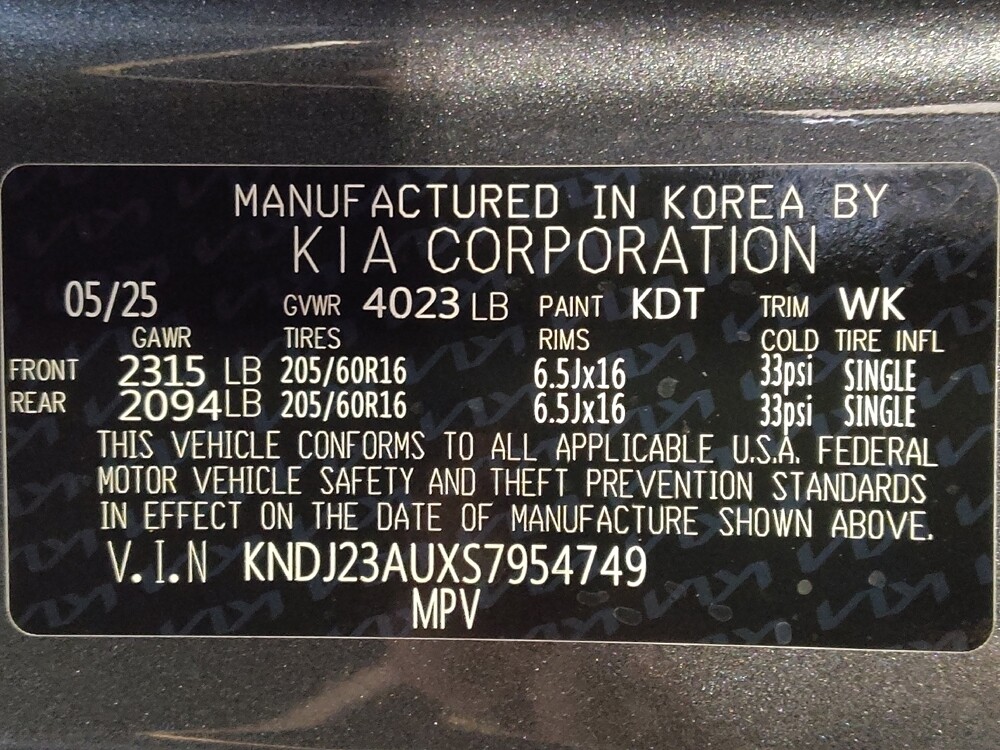 MANUFACTURED IN KOREA BY
KIA CORPORATION
05/25 GVWR 4023 LB PAINT KDT TRIM WK
GAWR TIRES RIMS COLD TIRE INFL
FRONT 2315 LB 205/60R16 6.5Jx16 33psi SINGLE
REAR 2094 LB 205/60R16 6.5Jx16 33psi SINGLE
THIS VEHICLE CONFORMS TO ALL APPLICABLE U.S.A. FEDERAL
MOTOR VEHICLE SAFETY AND THEFT PREVENTION STANDARDS
IN EFFECT ON THE DATE OF MANUFACTURE SHOWN ABOVE.
V.I.N KNDJ23AUXS7954749
MPV